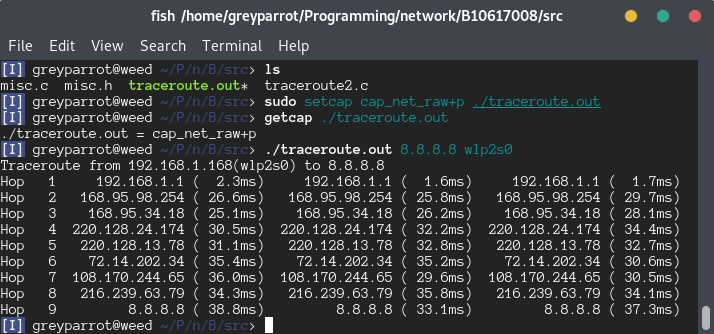 fish /home/greyparrot/Programming/network/B10617008/src
File Edit View Search Terminal Help
[I] greyparrot@weed ~/P/n/B/src> ls
misc.c  misc.h  traceroute.out*  traceroute2.c
[I] greyparrot@weed ~/P/n/B/src> sudo setcap cap_net_raw+p ./traceroute.out
[I] greyparrot@weed ~/P/n/B/src> getcap ./traceroute.out
./traceroute.out = cap_net_raw+p
[I] greyparrot@weed ~/P/n/B/src> ./traceroute.out 8.8.8.8 wlp2s0
Traceroute from 192.168.1.168(wlp2s0) to 8.8.8.8
Hop   1     192.168.1.1 (  2.3ms)     192.168.1.1 (  1.6ms)     192.168.1.1 (  1.7ms)
Hop   2   168.95.98.254 ( 26.6ms)   168.95.98.254 ( 25.8ms)   168.95.98.254 ( 29.7ms)
Hop   3    168.95.34.18 ( 25.1ms)    168.95.34.18 ( 26.2ms)    168.95.34.18 ( 28.1ms)
Hop   4  220.128.24.174 ( 30.5ms)  220.128.24.174 ( 32.2ms)  220.128.24.174 ( 34.4ms)
Hop   5   220.128.13.78 ( 31.1ms)   220.128.13.78 ( 32.8ms)   220.128.13.78 ( 32.7ms)
Hop   6    72.14.202.34 ( 35.4ms)    72.14.202.34 ( 35.2ms)    72.14.202.34 ( 30.6ms)
Hop   7  108.170.244.65 ( 36.0ms)  108.170.244.65 ( 29.6ms)  108.170.244.65 ( 30.5ms)
Hop   8   216.239.63.79 ( 34.3ms)   216.239.63.79 ( 35.8ms)   216.239.63.79 ( 34.1ms)
Hop   9         8.8.8.8 ( 38.8ms)         8.8.8.8 ( 33.1ms)         8.8.8.8 ( 37.3ms)
[I] greyparrot@weed ~/P/n/B/src>